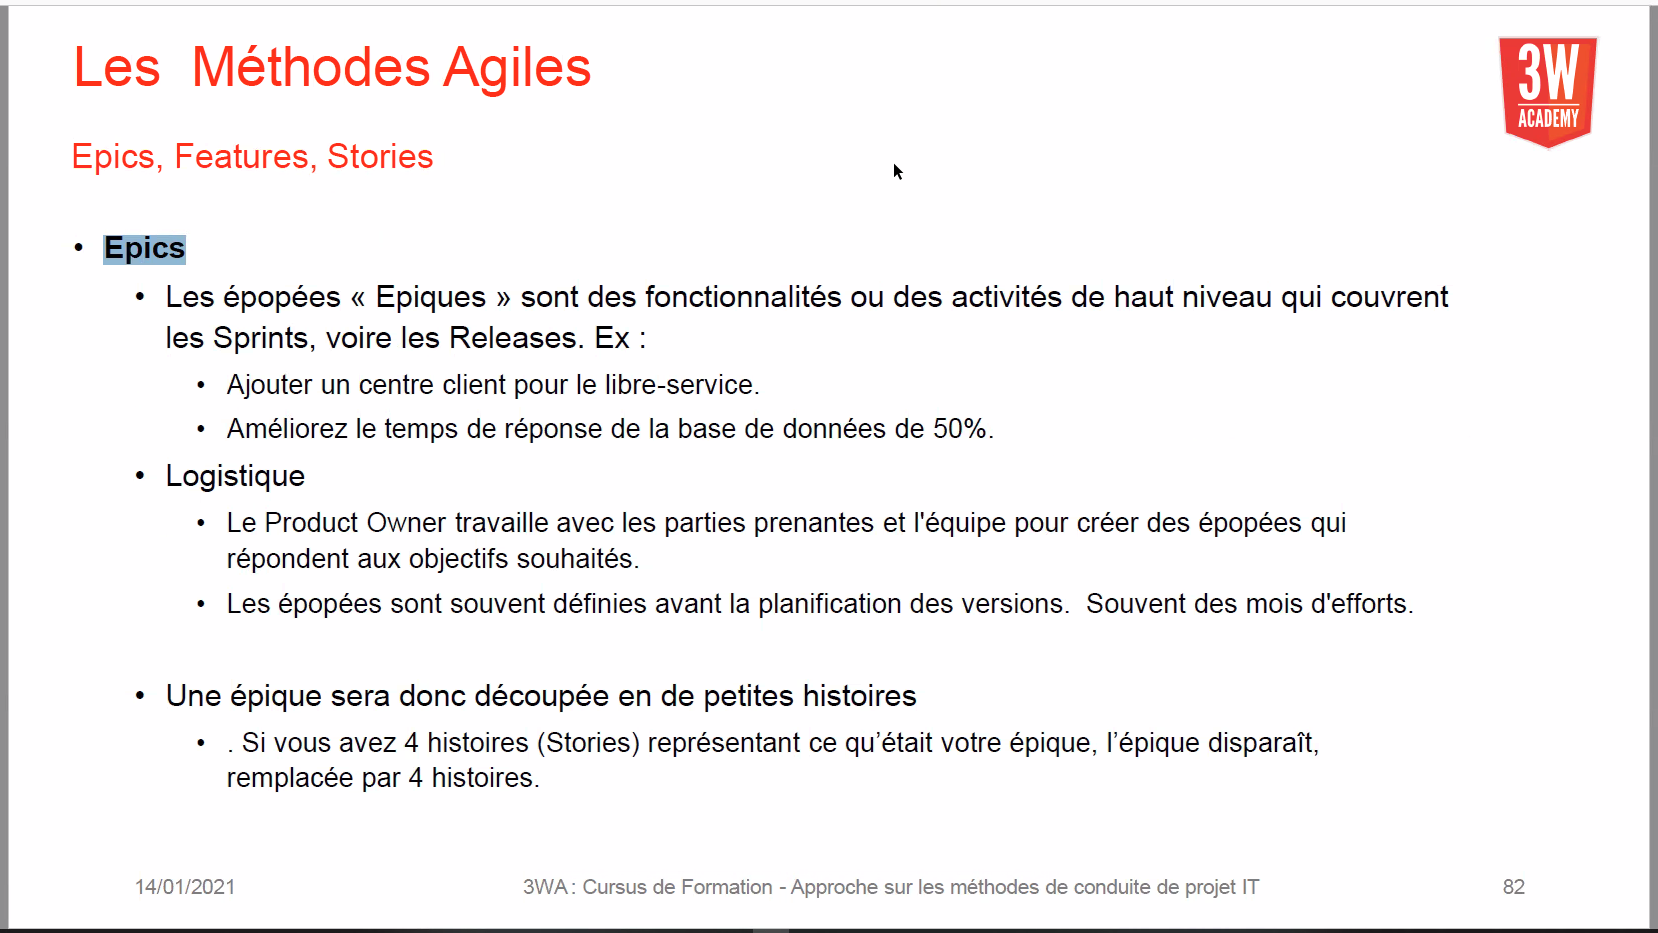 Les  Méthodes Agiles
3W
ACADEMY
Epics, Features, Stories
• Epics
• Les épopées « Epiques » sont des fonctionnalités ou des activités de haut niveau qui couvrent
les Sprints, voire les Releases. Ex :
• Ajouter un centre client pour le libre-service.
• Améliorez le temps de réponse de la base de données de 50%.
• Logistique
• Le Product Owner travaille avec les parties prenantes et l'équipe pour créer des épopées qui
répondent aux objectifs souhaités.
• Les épopées sont souvent définies avant la planification des versions.  Souvent des mois d'efforts.
• Une épique sera donc découpée en de petites histoires
• . Si vous avez 4 histoires (Stories) représentant ce qu’était votre épique, l’épique disparaît,
remplacée par 4 histoires.
14/01/2021
3WA : Cursus de Formation - Approche sur les méthodes de conduite de projet IT
82